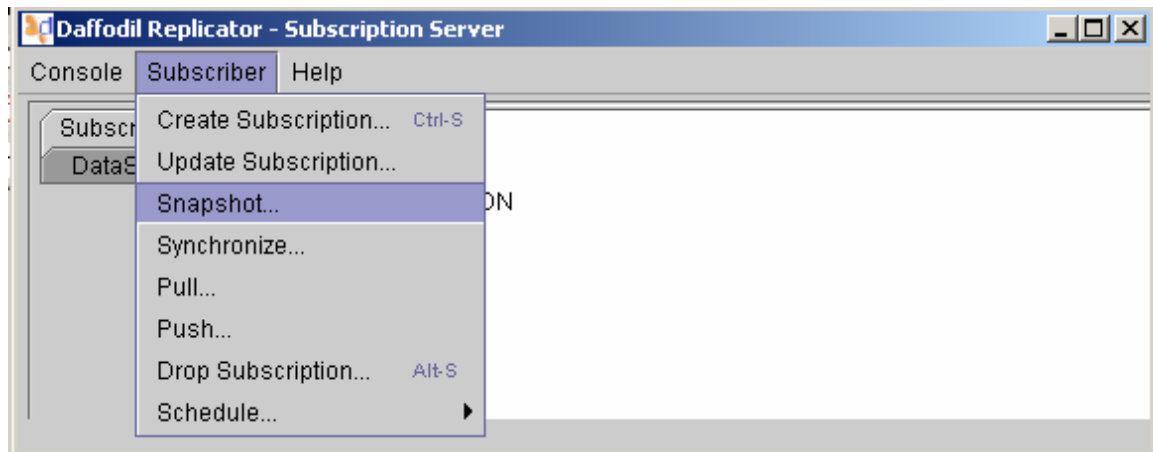 Daffodil Replicator - Subscription Server
Console Subscriber Help
Create Subscription... Ctrl-S
Update Subscription...
Snapshot...
Synchronize...
Pull...
Push...
Drop Subscription... Alt-S
Schedule...